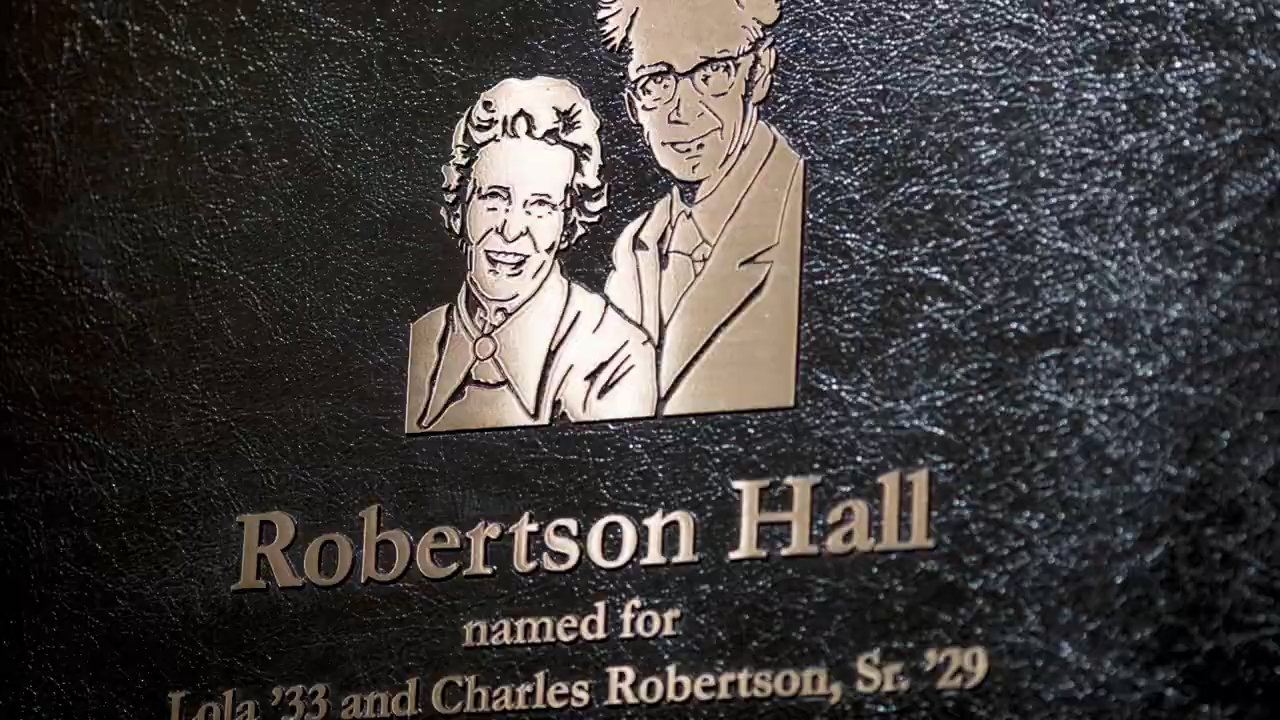 Robertson Hall
named for
Lola ’33 and Charles Robertson, Sr. ’29